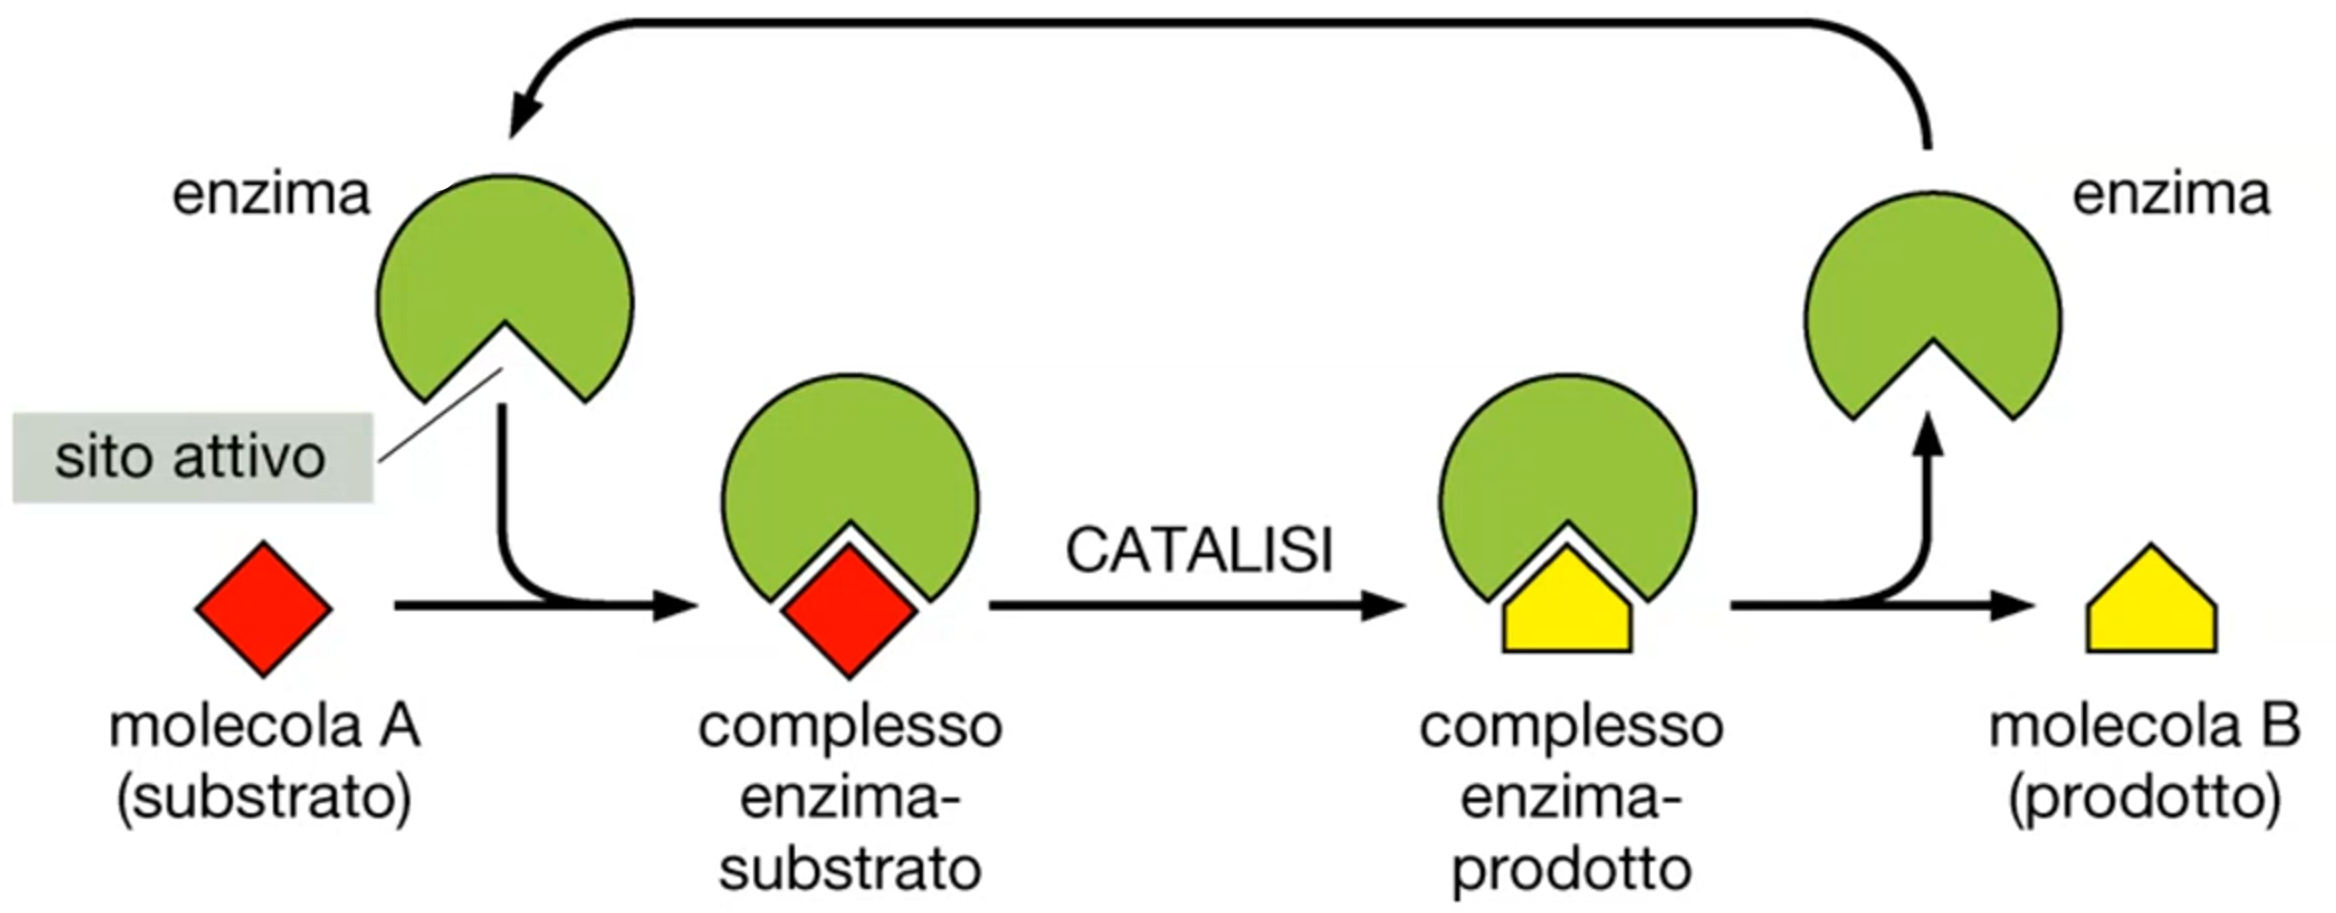 enzima
enzima
sito attivo
CATALISI
molecola A
(substrato)
complesso
enzima-
substrato
complesso
enzima-
prodotto
molecola B
(prodotto)